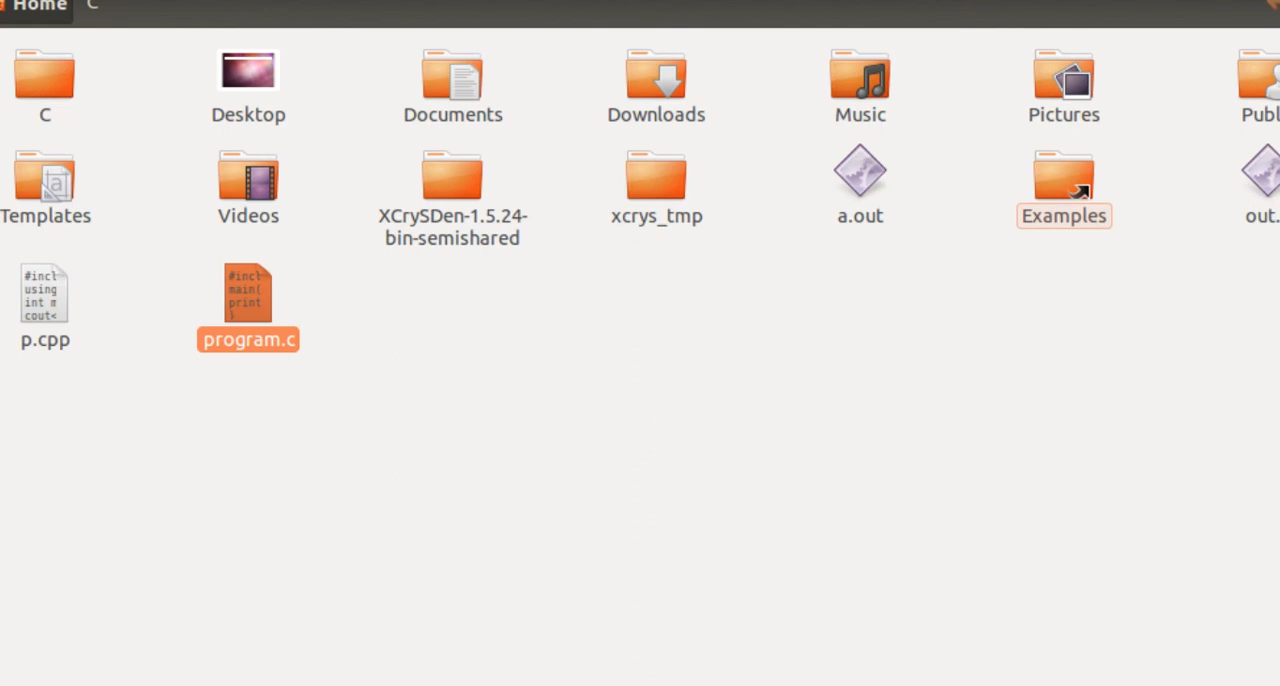 Home C
C Desktop Documents Downloads Music Pictures Publ
Templates Videos XCrySDen-1.5.24- xcrys_tmp a.out Examples out.
bin-semishared
#incl #incl
using main(
int m print
cout< }
p.cpp program.c